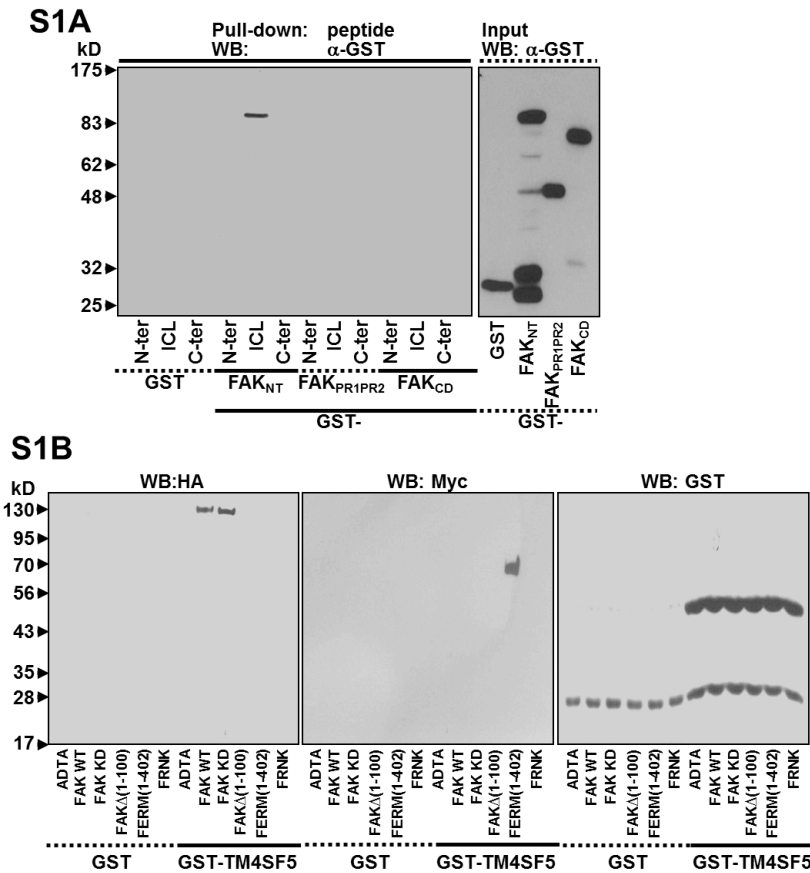 S1A
Pull-down: peptide
WB: α-GST
Input
WB: α-GST
kD
175
83
62
48
32
25
N-ter ICL C-ter N-ter ICL C-ter N-ter ICL C-ter N-ter ICL C-ter
GST FAKNT FAKPR1PR2 FAKCD
GST-
GST FAKNT FAKPR1PR2 FAKCD
GST-
S1B
kD
WB:HA WB: Myc WB: GST
130
95
70
56
43
35
28
17
ADTA FAK WT FAK KD FAKΔ(1-100) FERM(1-402) FRNK ADTA FAK WT FAK KD FAKΔ(1-100) FERM(1-402) FRNK
ADTA FAK WT FAK KD FAKΔ(1-100) FERM(1-402) FRNK ADTA FAK WT FAK KD FAKΔ(1-100) FERM(1-402) FRNK
ADTA FAK WT FAK KD FAKΔ(1-100) FERM(1-402) FRNK ADTA FAK WT FAK KD FAKΔ(1-100) FERM(1-402) FRNK
GST GST-TM4SF5 GST GST-TM4SF5 GST GST-TM4SF5